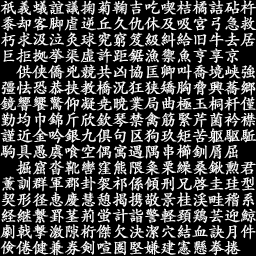 祇義蟻誼議掬菊鞠吉吃喫桔橘詰砧杵
黍却客脚虐逆丘久仇休及吸宮弓急救
朽求汲泣灸球究窮笈級糾給旧牛去居
巨拒拠挙渠虚許距鋸漁禦魚亨享京
供侠僑兇競共凶協匡卿叫喬境峡強
彊怯恐恭挟教橋況狂狭矯胸脅興蕎郷
鏡響饗驚仰凝尭暁業局曲極玉桐粁僅
勤均巾錦斤欣欽琴禁禽筋緊芹菌衿襟
謹近金吟銀九倶句区狗玖矩苦躯駆駈
駒具愚虞喰空偶寓遇隅串櫛釧屑屈
掘窟沓靴轡窪熊隈粂栗繰桑鍬勲君
薫訓群軍郡卦袈祁係傾刑兄啓圭珪型
契形径恵慶慧憩掲携敬景桂渓畦稽系
経継繋罫茎荊蛍計詣警軽頚鶏芸迎鯨
劇戟撃激隙桁傑欠決潔穴結血訣月件
倹倦健兼券剣喧圏堅嫌建憲懸拳捲